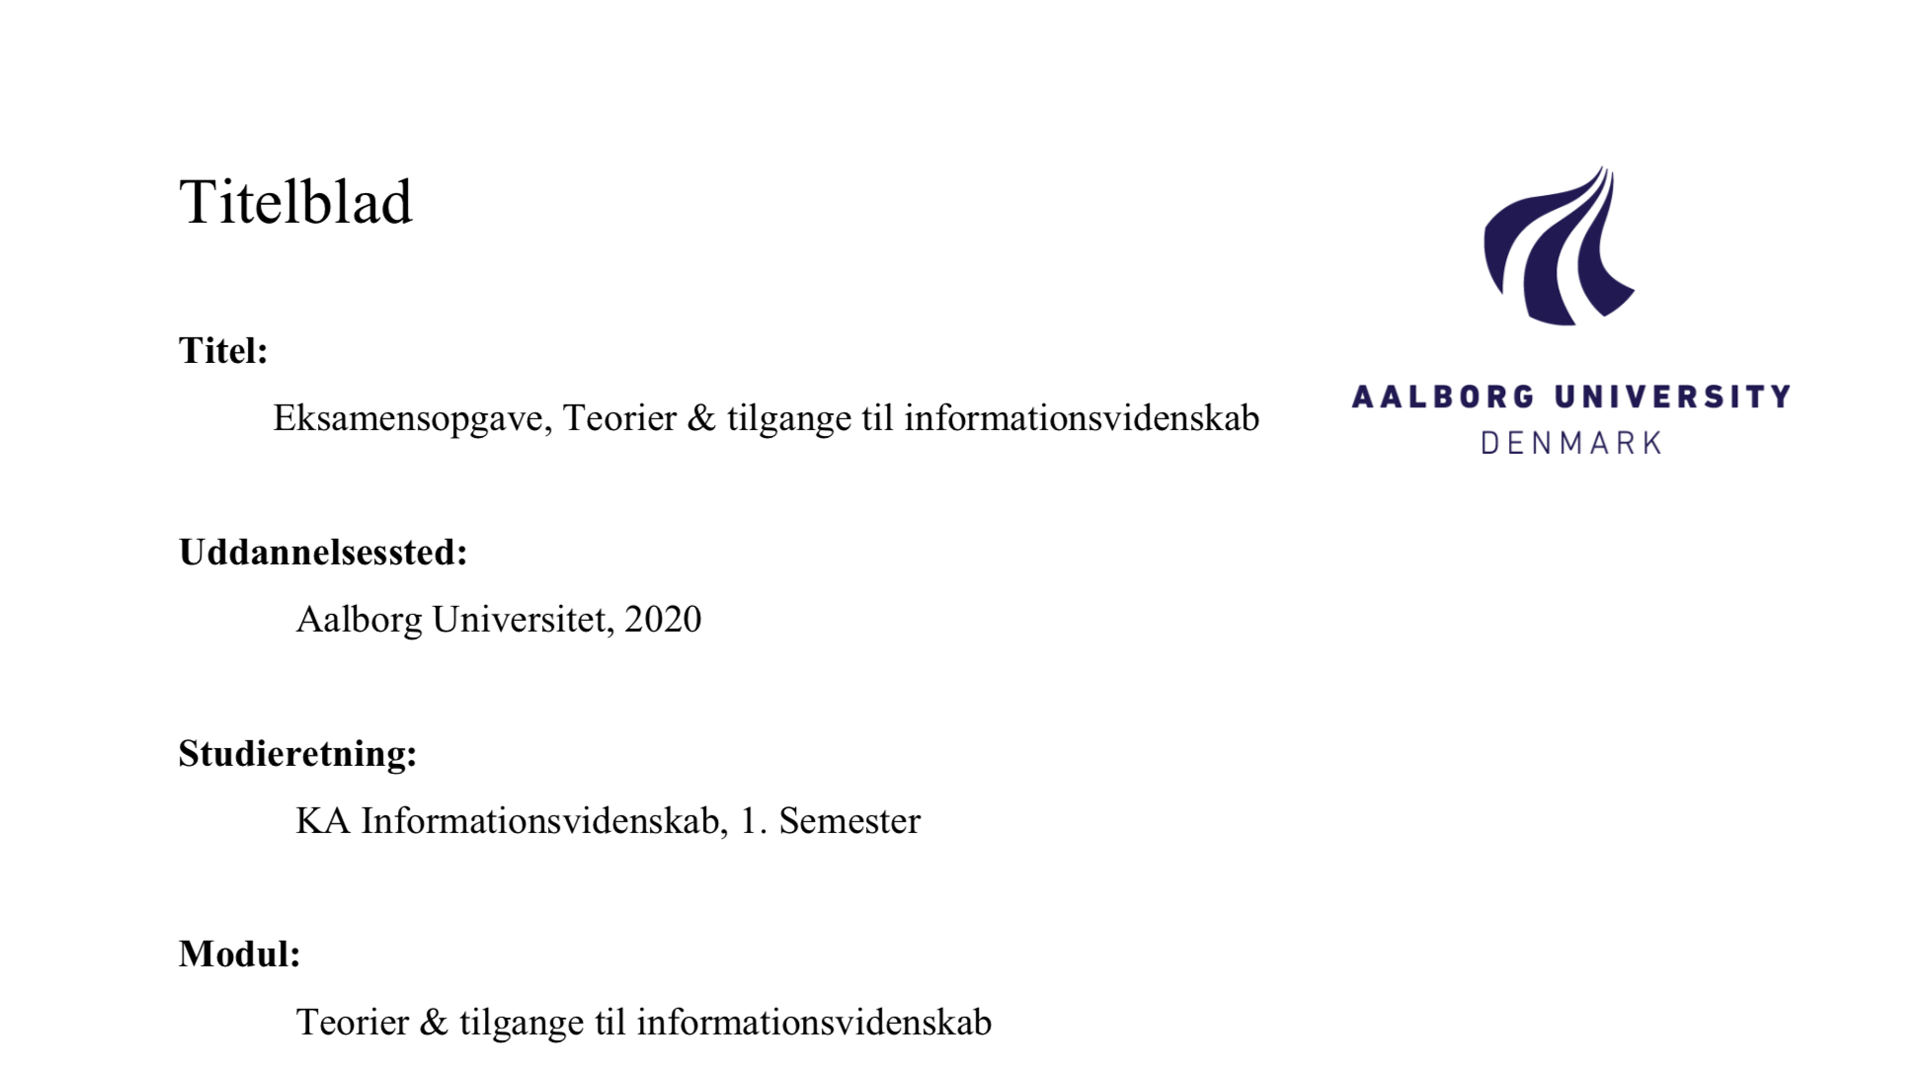 Titelblad
Titel:
Eksamensopgave, Teorier & tilgange til informationsvidenskab
AALBORG UNIVERSITY
DENMARK
Uddannelsessted:
Aalborg Universitet, 2020
Studieretning:
KA Informationsvidenskab, 1. Semester
Modul:
Teorier & tilgange til informationsvidenskab